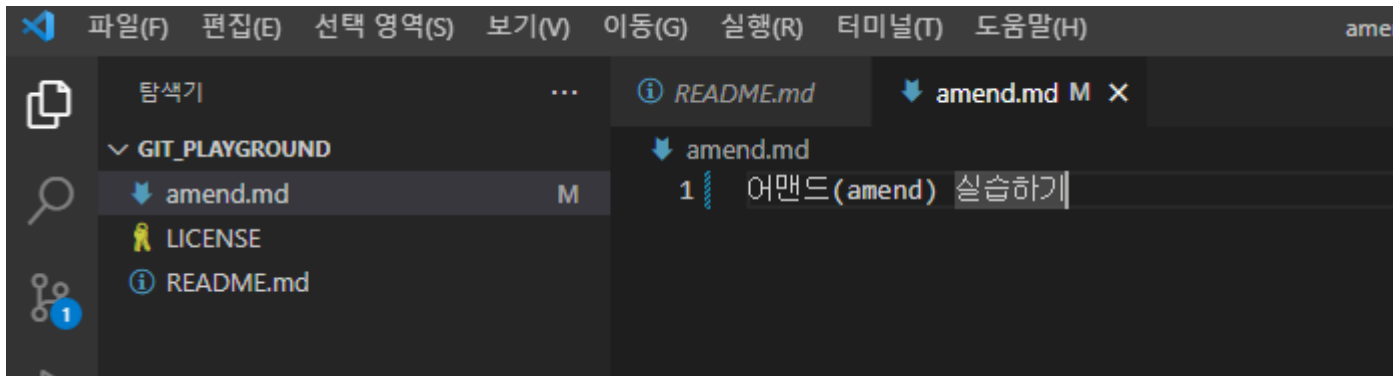 파일(F) 편집(E) 선택 영역(S) 보기(V) 이동(G) 실행(R) 터미널(T) 도움말(H) ame
탐색기 ··· README.md amend.md M ×
GIT_PLAYGROUND amend.md
amend.md M 1 어맨드(amend) 실습하기
LICENSE
README.md
1